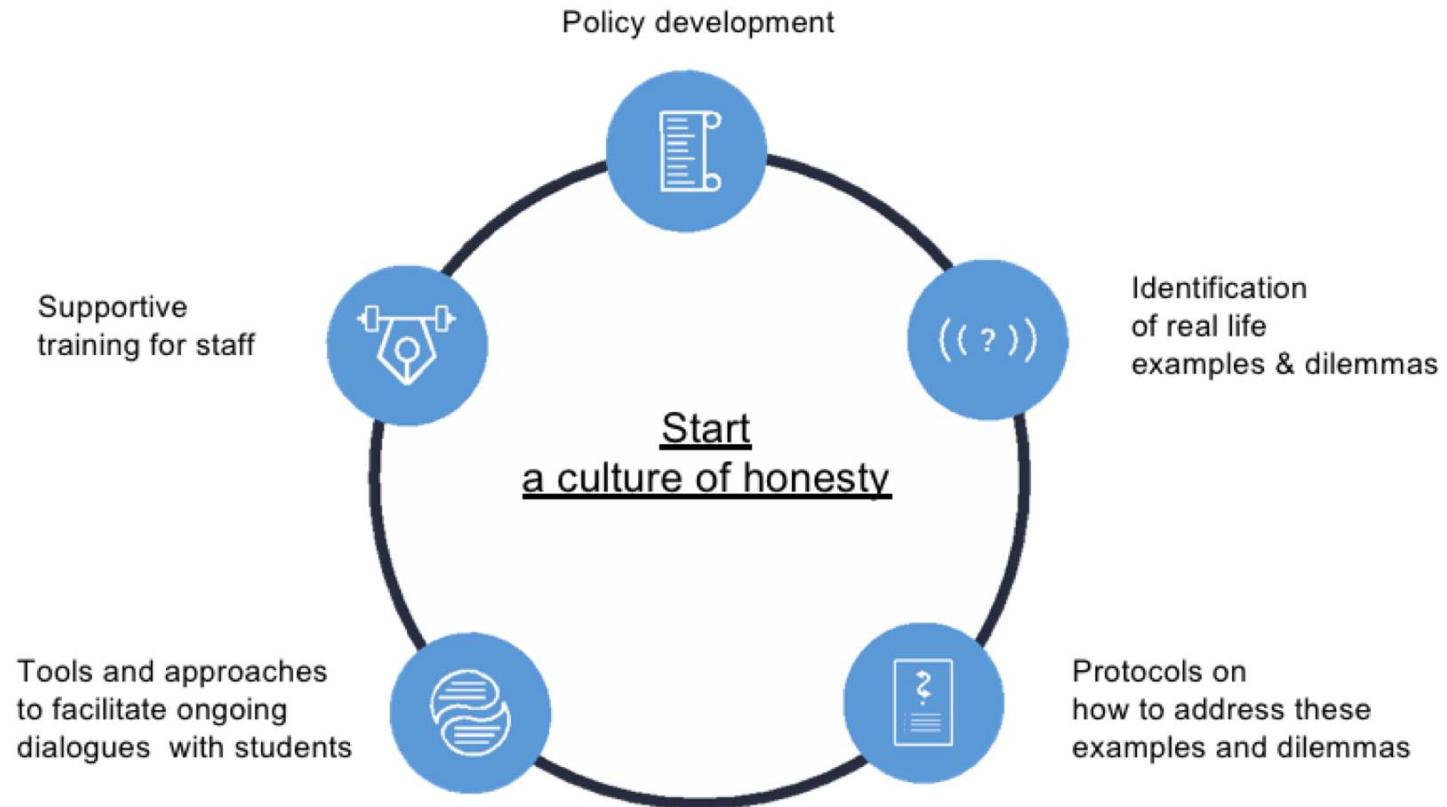 Policy development
Identification
of real life
examples & dilemmas
Protocols on
how to address these
examples and dilemmas
Tools and approaches
to facilitate ongoing
dialogues  with students
Supportive
training for staff
Start
a culture of honesty
?